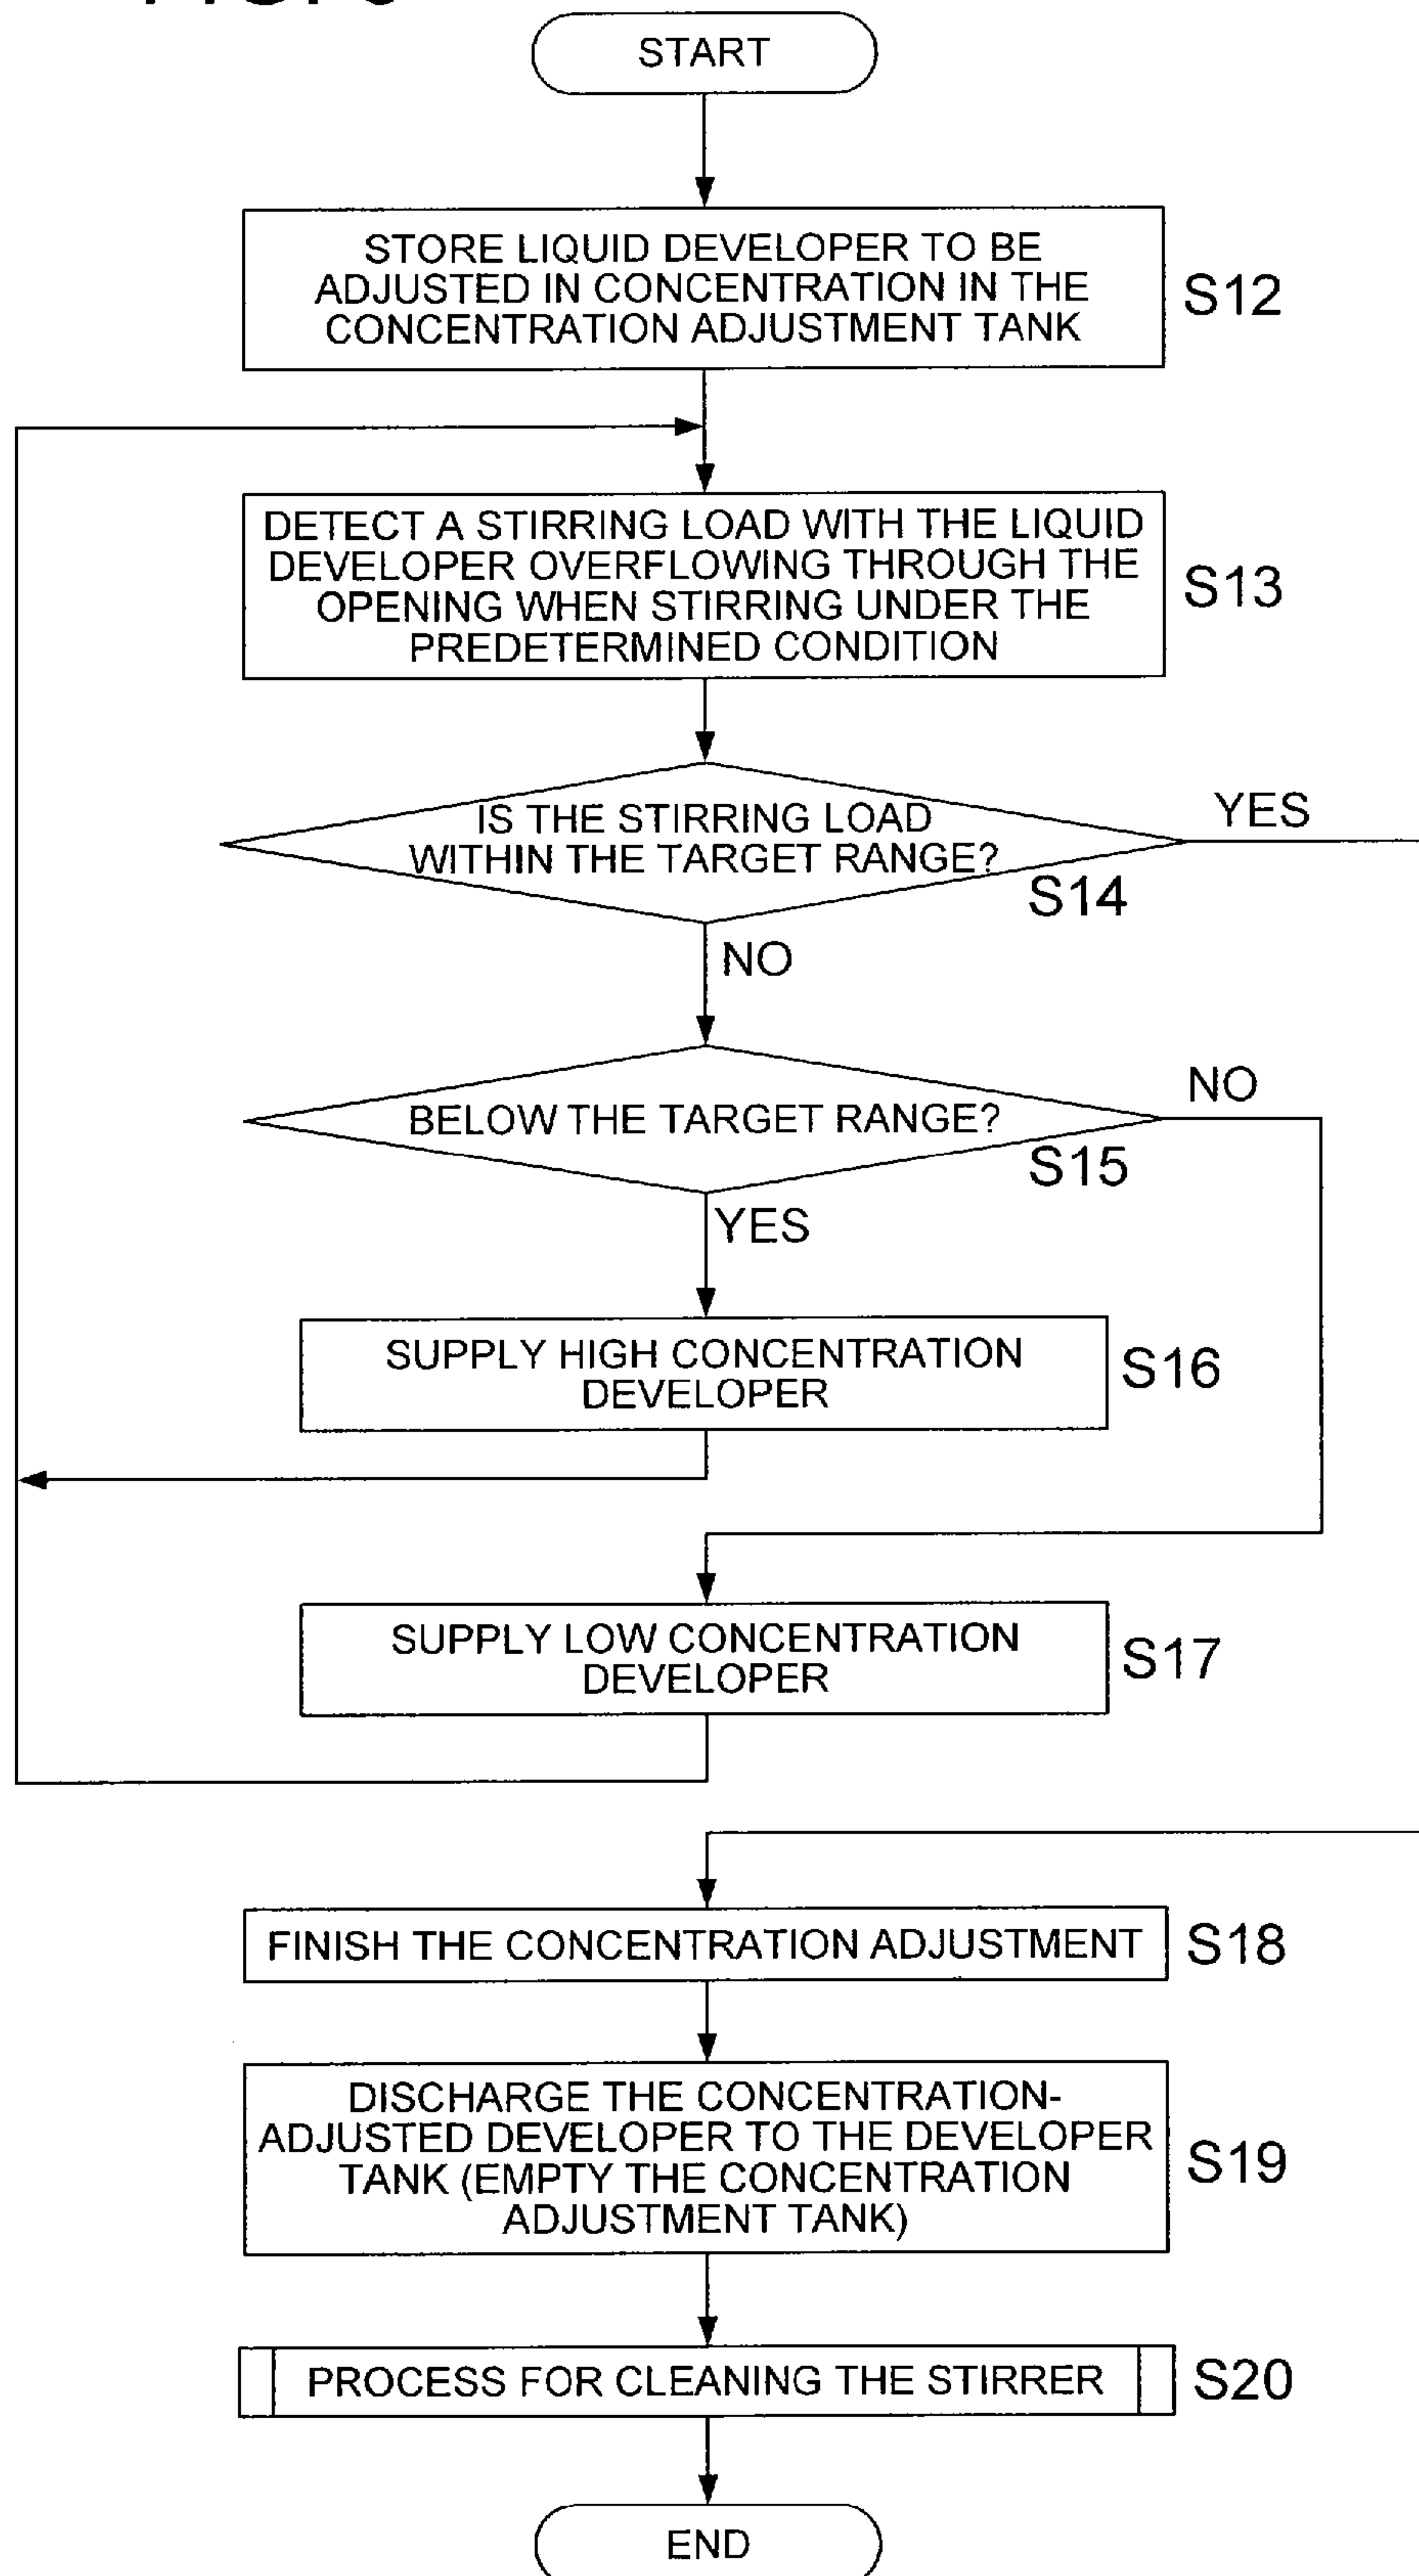 START
STORE LIQUID DEVELOPER TO BE
ADJUSTED IN CONCENTRATION IN THE
CONCENTRATION ADJUSTMENT TANK
S12
DETECT A STIRRING LOAD WITH THE LIQUID
DEVELOPER OVERFLOWING THROUGH THE
OPENING WHEN STIRRING UNDER THE
PREDETERMINED CONDITION
S13
IS THE STIRRING LOAD
WITHIN THE TARGET RANGE?
S14
YES
NO
BELOW THE TARGET RANGE?
S15
NO
YES
SUPPLY HIGH CONCENTRATION
DEVELOPER
S16
SUPPLY LOW CONCENTRATION
DEVELOPER
S17
FINISH THE CONCENTRATION ADJUSTMENT
S18
DISCHARGE THE CONCENTRATION-
ADJUSTED DEVELOPER TO THE DEVELOPER
TANK (EMPTY THE CONCENTRATION
ADJUSTMENT TANK)
S19
PROCESS FOR CLEANING THE STIRRER
S20
END